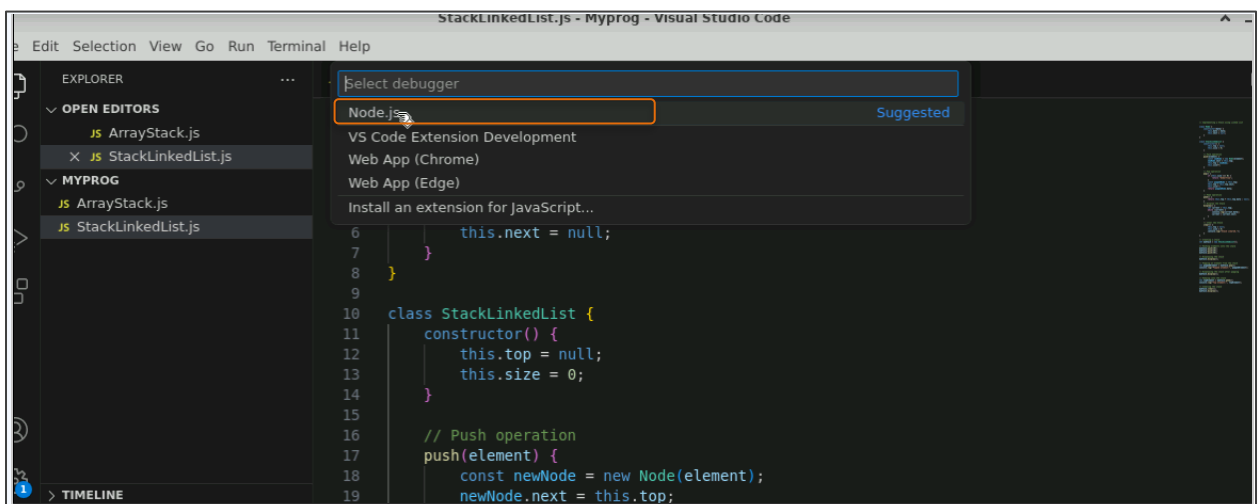 StackLinkedList.js - Myprog - Visual Studio Code
Edit Selection View Go Run Terminal Help
EXPLORER ...
Select debugger
OPEN EDITORS
Node.js Suggested
JS ArrayStack.js
VS Code Extension Development
JS StackLinkedList.js
Web App (Chrome)
MYPROG
Web App (Edge)
JS ArrayStack.js
Install an extension for JavaScript...
JS StackLinkedList.js
6 this.next = null;
7 }
8 }
9
10 class StackLinkedList {
11 constructor() {
12 this.top = null;
13 this.size = 0;
14 }
15
16 // Push operation
17 push(element) {
18 const newNode = new Node(element);
19 newNode.next = this.top;
1
TIMELINE